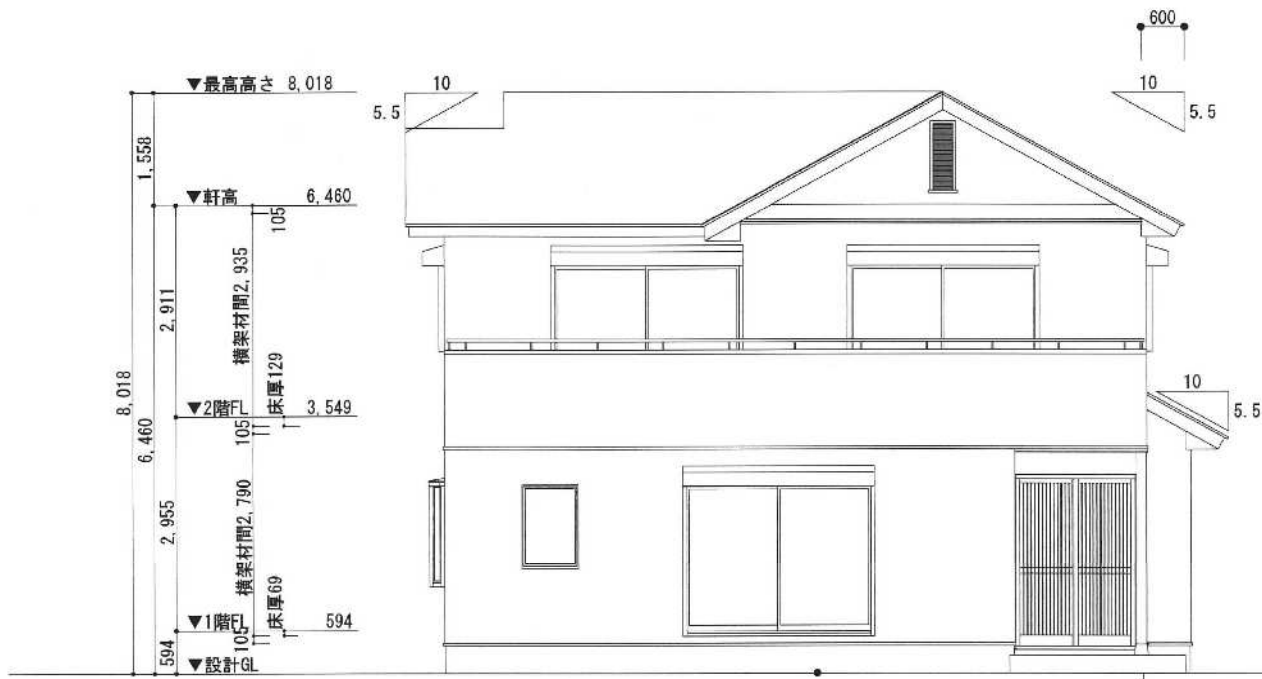 600
▼最高高さ 8,018
10
5.5
10
5.5
1,558
▼軒高 6,460
105
横架材間2,935
2,911
8,018
6,460
▼2階FL 3,549
床厚129
105
10
5.5
横架材間2,790
2,955
床厚69
▼1階FL 594
105
594
▼設計GL